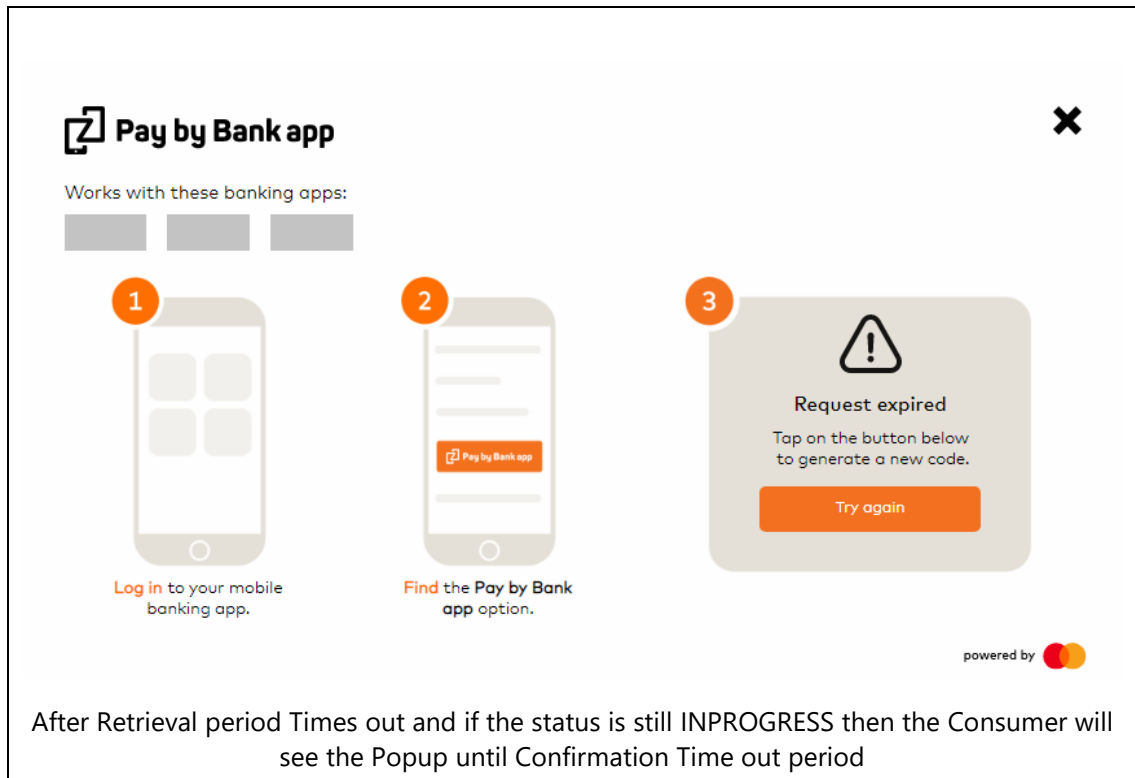 Pay by Bank app
Works with these banking apps:
1
2
3
Pay by Bank app
Request expired
Tap on the button below
to generate a new code.
Try again
Log in to your mobile
banking app.
Find the Pay by Bank
app option.
powered by
After Retrieval period Times out and if the status is still INPROGRESS then the Consumer will
see the Popup until Confirmation Time out period